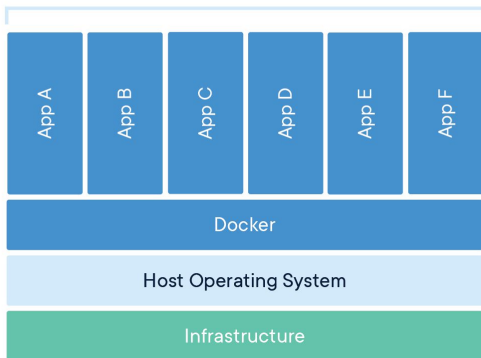 App A
App B
App C
App D
App E
App F
Docker
Host Operating System
Infrastructure